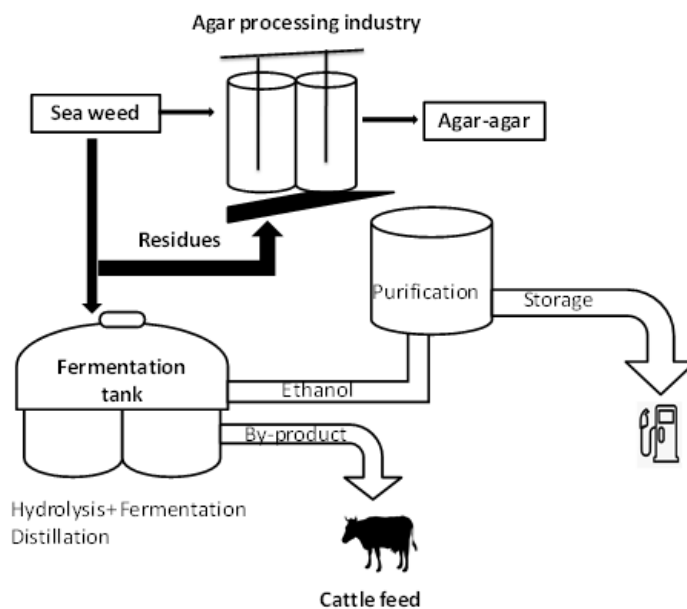 Agar processing industry
Sea weed
Agar-agar
Residues
Purification
Storage
Fermentation
tank
Ethanol
By-product
Hydrolysis+ Fermentation
Distillation
Cattle feed